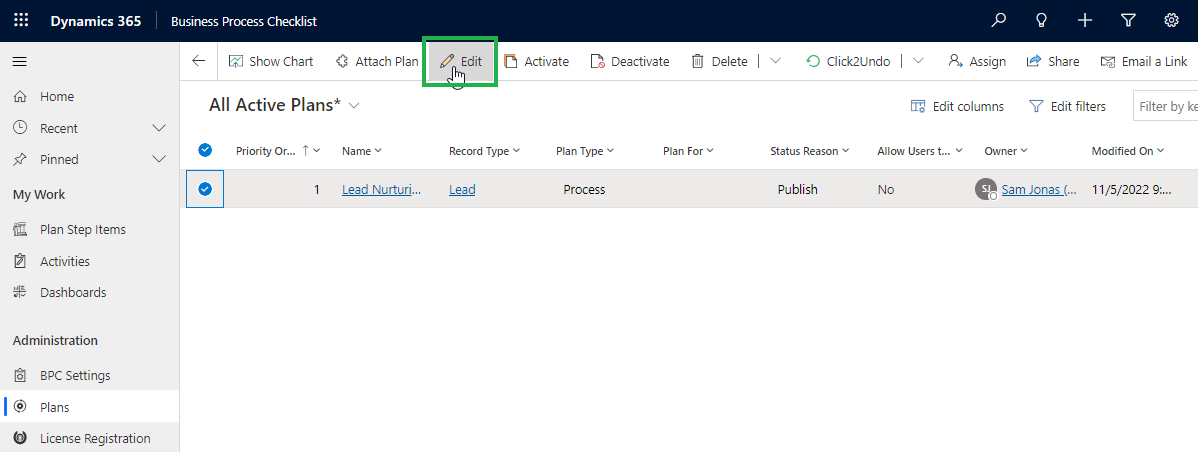 Dynamics 365 Business Process Checklist
Show Chart Attach Plan Edit Activate Deactivate Delete Click2Undo Assign Share Email a Link
Home
Recent
Pinned
My Work
Plan Step Items
Activities
Dashboards
Administration
BPC Settings
Plans
License Registration
All Active Plans*
Edit columns Edit filters Filter by ke
Priority Or... Name Record Type Plan Type Plan For Status Reason Allow Users t... Owner Modified On
1 Lead Nurturi... Lead Process Publish No SJ Sam Jonas (... 11/5/2022 9:...